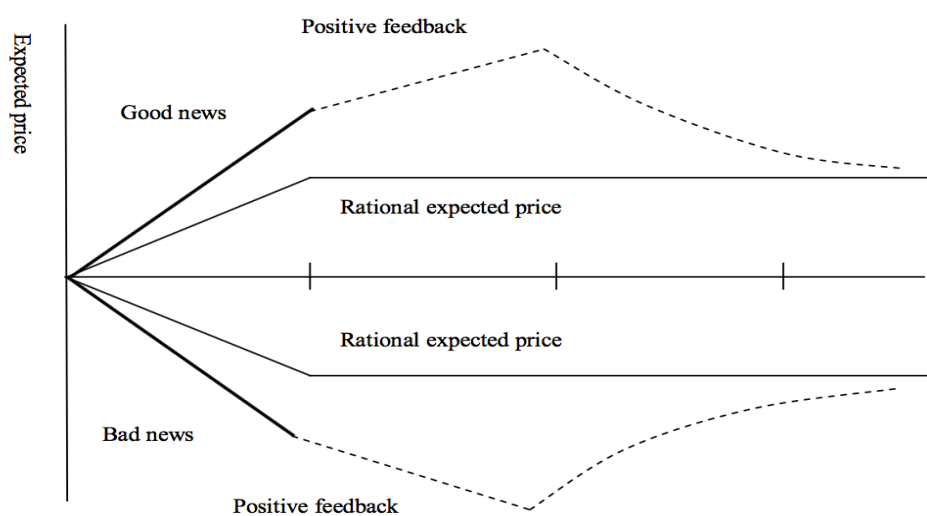 Expected price
Positive feedback
Good news
Rational expected price
Rational expected price
Bad news
Positive feedback